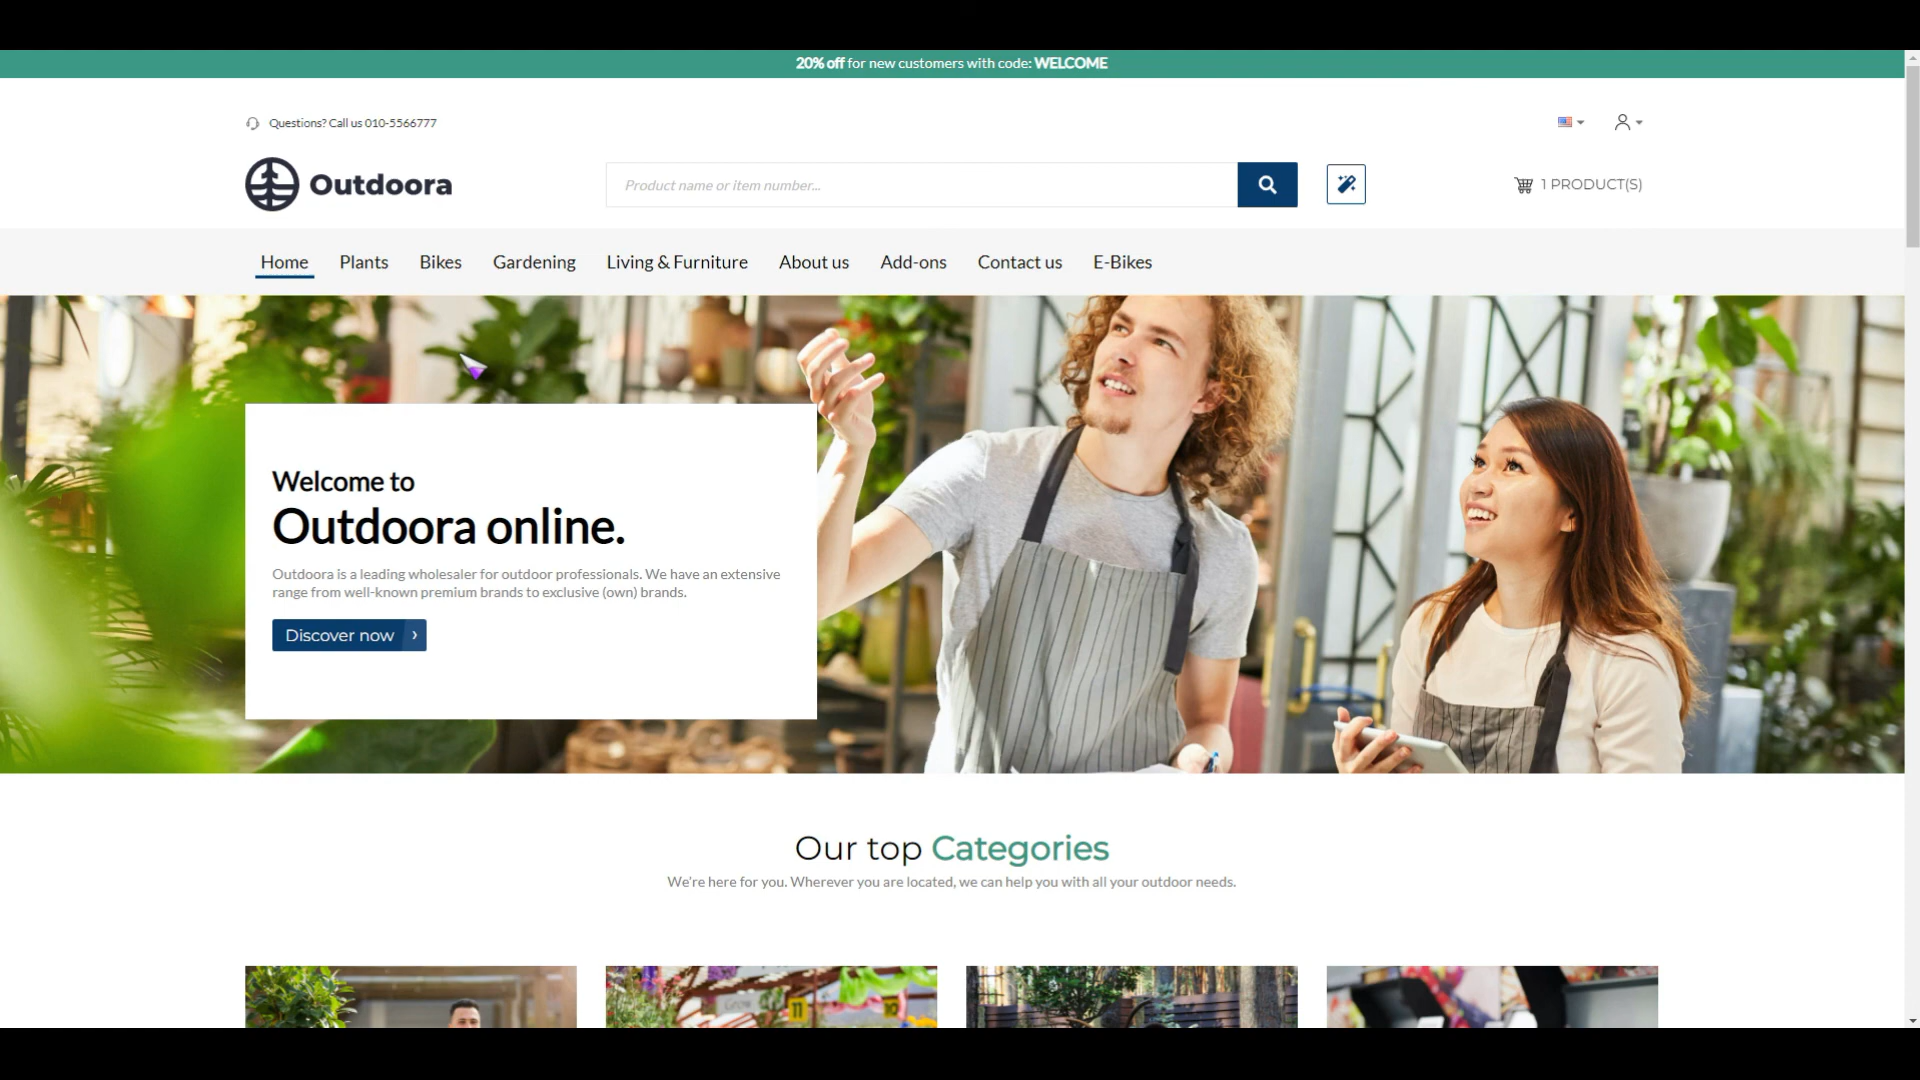 20% off for new customers with code: WELCOME
Questions? Call us 010-5566777
Outdoora
Product name or item number...
1 PRODUCT(S)
Home Plants Bikes Gardening Living & Furniture About us Add-ons Contact us E-Bikes
Welcome to
Outdoora online.
Outdoora is a leading wholesaler for outdoor professionals. We have an extensive
range from well-known premium brands to exclusive (own) brands.
Discover now ›
Our top Categories
We're here for you. Wherever you are located, we can help you with all your outdoor needs.
11
10